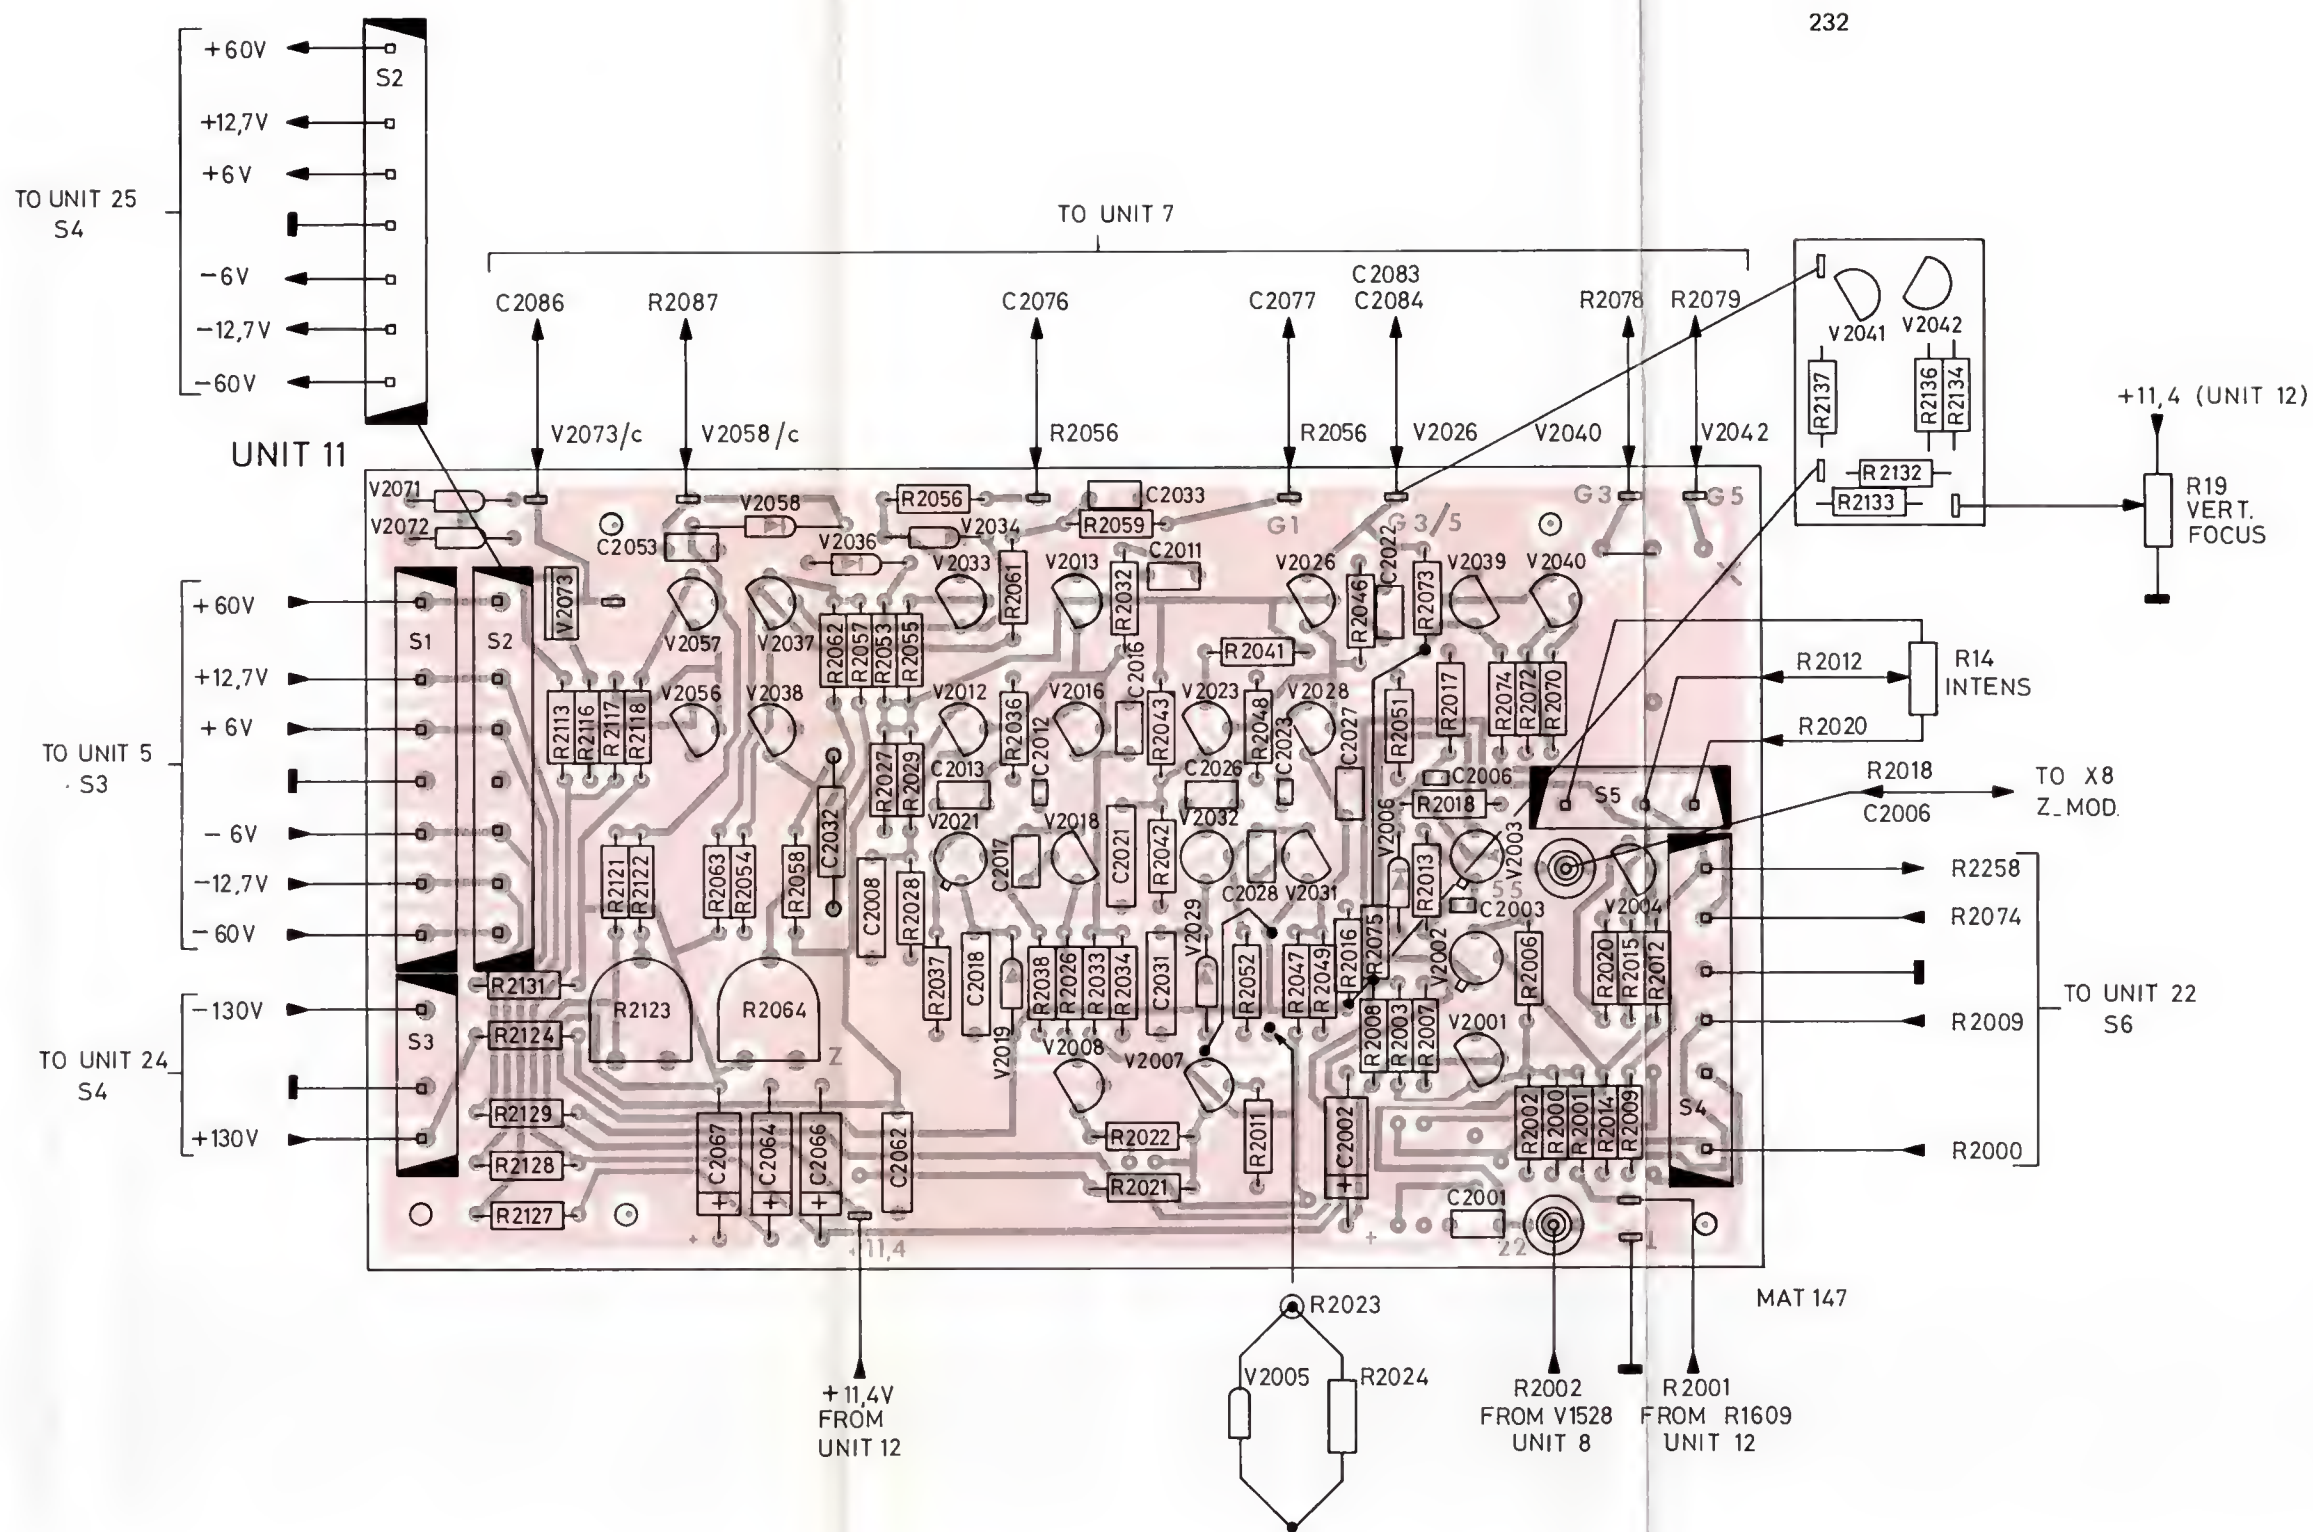 232
+60V
S2
+12,7V
+6V
TO UNIT 25
S4
−6V
−12,7V
−60V
TO UNIT 7
C2086
R2087
C2076
C2077
C2083
C2084
R2078
R2079
V2041
V2042
R2137
R2136
R2134
R2132
R2133
+11,4 (UNIT 12)
R19
VERT.
FOCUS
UNIT 11
V2073/c
V2058/c
R2056
R2056
V2026
V2040
V2042
V2071
V2072
C2053
V2058
V2036
R2056
V2034
C2033
R2059
G1
G3/5
G3
G5
V2073
V2057
V2037
V2033
R2061
V2013
R2032
C2011
V2026
R2046
C2022
R2073
V2039
V2040
X
TO UNIT 5
S3
+60V
+12,7V
+6V
−6V
−12,7V
−60V
S1
S2
R2062
R2057
R2053
R2055
R2041
C2016
R2113
R2116
R2117
R2118
V2056
V2038
V2012
R2036
C2012
V2016
R2043
V2023
R2048
C2023
V2028
C2027
R2051
R2017
R2074
R2072
R2070
R2012
R14
INTENS
R2020
R2027
R2029
C2013
C2026
C2006
R2018
S5
R2018
C2006
TO X8
Z_MOD.
R2121
R2122
R2063
R2054
R2058
C2032
C2008
R2028
V2021
C2017
V2018
C2021
R2042
V2032
C2028
V2031
V2006
R2013
V2003
55
C2003
V2004
R2258
R2074
R2009
R2000
TO UNIT 22
S6
R2037
C2018
V2019
R2038
R2026
R2033
R2034
C2031
V2029
R2052
R2047
R2049
R2016
R2075
V2002
R2006
R2020
R2015
R2012
TO UNIT 24
S4
−130V
+130V
S3
R2131
R2124
R2129
R2128
R2127
R2123
R2064
Z
V2008
V2007
R2008
R2003
R2007
V2001
C2067
C2064
C2066
C2062
R2022
R2021
R2011
C2002
R2002
R2000
R2001
R2014
R2009
S4
C2001
22
+
+11,4
+
1
MAT 147
+11,4V
FROM
UNIT 12
R2023
V2005
R2024
R2002
FROM V1528
UNIT 8
R2001
FROM R1609
UNIT 12